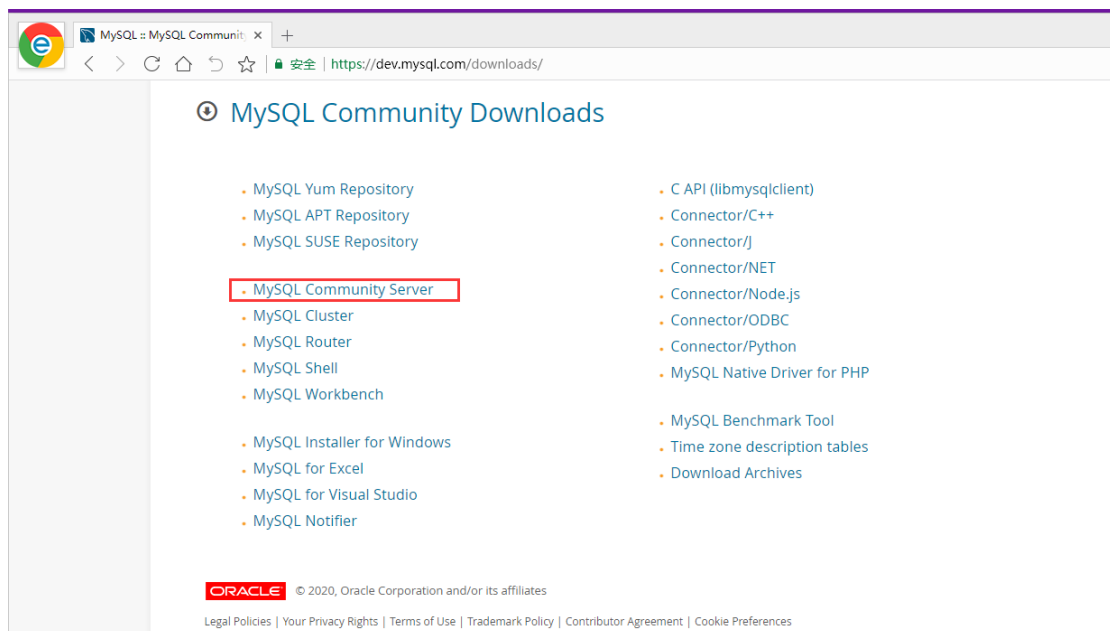 MySQL :: MySQL Communit
安全 | https://dev.mysql.com/downloads/
MySQL Community Downloads
MySQL Yum Repository
MySQL APT Repository
MySQL SUSE Repository
MySQL Community Server
MySQL Cluster
MySQL Router
MySQL Shell
MySQL Workbench
MySQL Installer for Windows
MySQL for Excel
MySQL for Visual Studio
MySQL Notifier
C API (libmysqlclient)
Connector/C++
Connector/J
Connector/NET
Connector/Node.js
Connector/ODBC
Connector/Python
MySQL Native Driver for PHP
MySQL Benchmark Tool
Time zone description tables
Download Archives
ORACLE © 2020, Oracle Corporation and/or its affiliates
Legal Policies | Your Privacy Rights | Terms of Use | Trademark Policy | Contributor Agreement | Cookie Preferences